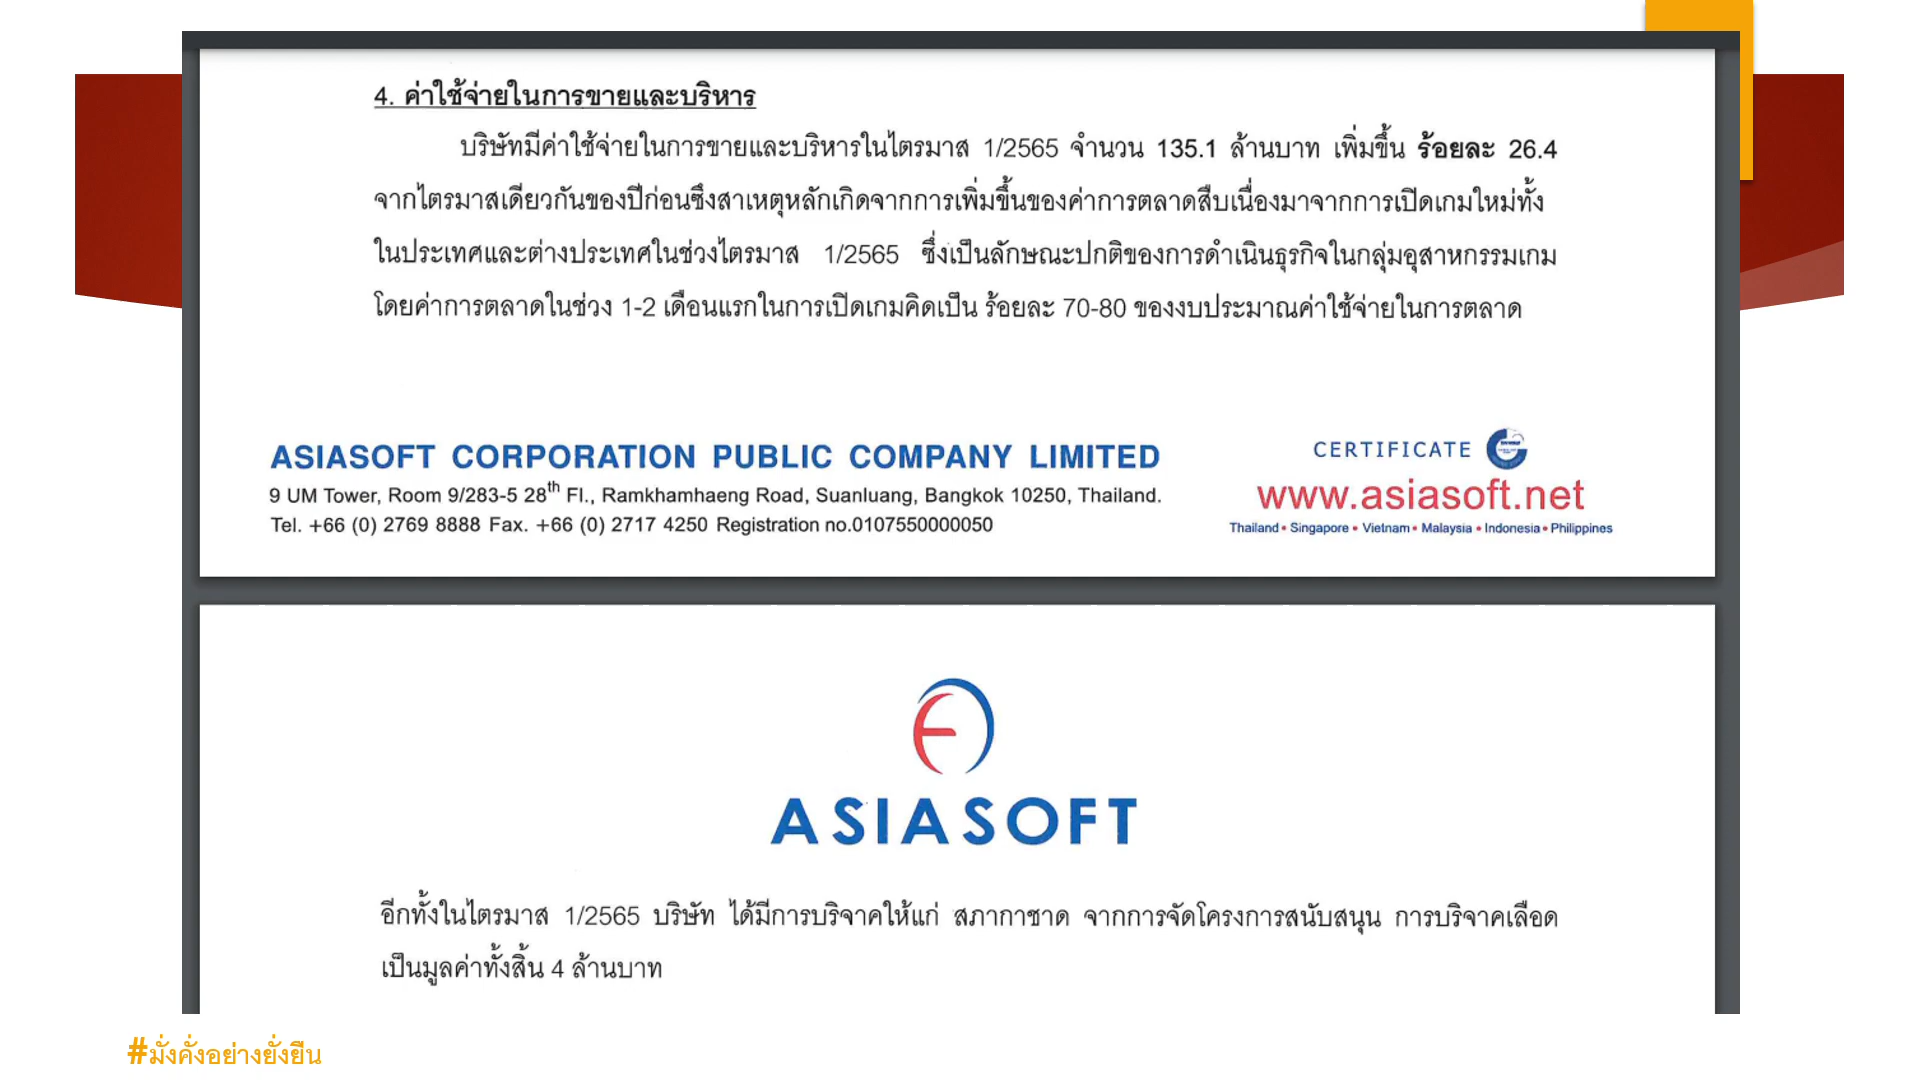 4. ค่าใช้จ่ายในการขายและบริหาร
บริษัทมีค่าใช้จ่ายในการขายและบริหารในไตรมาส 1/2565 จำนวน 135.1 ล้านบาท เพิ่มขึ้น ร้อยละ 26.4
จากไตรมาสเดียวกันของปีก่อนซึ่งสาเหตุหลักเกิดจากการเพิ่มขึ้นของค่าการตลาดสืบเนื่องมาจากการเปิดเกมใหม่ทั้ง
ในประเทศและต่างประเทศในช่วงไตรมาส 1/2565 ซึ่งเป็นลักษณะปกติของการดำเนินธุรกิจในกลุ่มอุสาหกรรมเกม
โดยค่าการตลาดในช่วง 1-2 เดือนแรกในการเปิดเกมคิดเป็น ร้อยละ 70-80 ของงบประมาณค่าใช้จ่ายในการตลาด
ASIASOFT CORPORATION PUBLIC COMPANY LIMITED
9 UM Tower, Room 9/283-5 28th Fl., Ramkhamhaeng Road, Suanluang, Bangkok 10250, Thailand.
Tel. +66 (0) 2769 8888 Fax. +66 (0) 2717 4250 Registration no.0107550000050
CERTIFICATE
www.asiasoft.net
Thailand • Singapore • Vietnam • Malaysia • Indonesia • Philippines
ASIASOFT
อีกทั้งในไตรมาส 1/2565 บริษัท ได้มีการบริจาคให้แก่ สภากาชาด จากการจัดโครงการสนับสนุน การบริจาคเลือด
เป็นมูลค่าทั้งสิ้น 4 ล้านบาท
#มั่งคั่งอย่างยั่งยืน